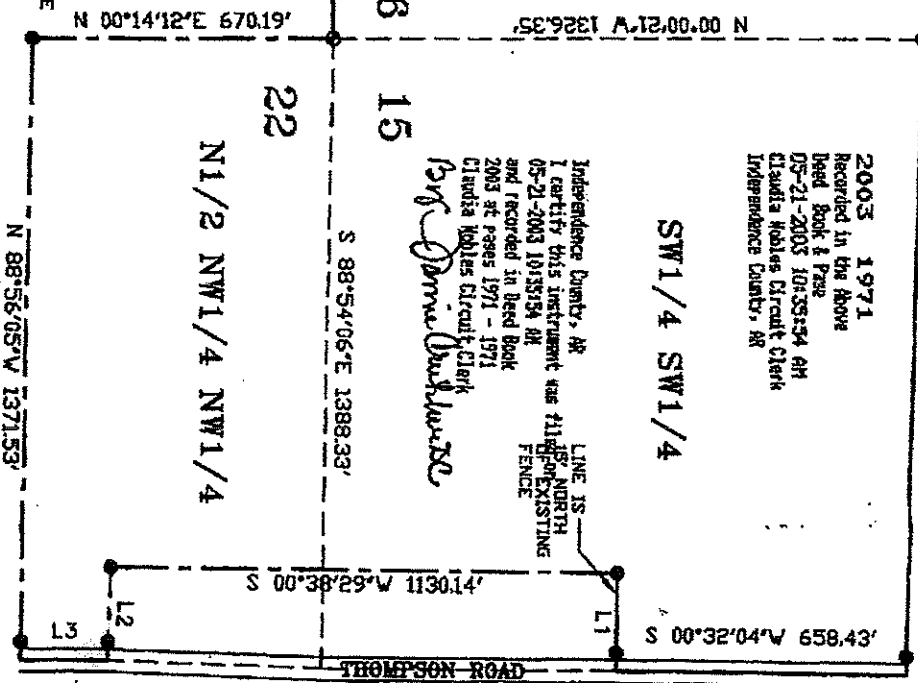 N 00°14'12"E 670.19'
N 00°00'21"W 1326.35'
6
15
22
2003 1971
Recorded in the Above
Deed Book & Page
05-21-2003 10:35:54 AM
Claudia Nobles Circuit Clerk
Independence County, AR
SW1/4 SW1/4
Independence County, AR
I certify this instrument was filed on
05-21-2003 10:35:54 AM
and recorded in Deed Book
2003 at pages 1971 - 1971
Claudia Nobles Circuit Clerk
By
LINE IS
15' NORTH
OF EXISTING
FENCE
N1/2 NW1/4 NW1/4
S 88°54'06"E 1388.33'
N 88°56'05"W 1371.53'
S 00°38'29"W 1130.14'
L1
L2
L3
S 00°32'04"W 658.43'
THOMPSON ROAD